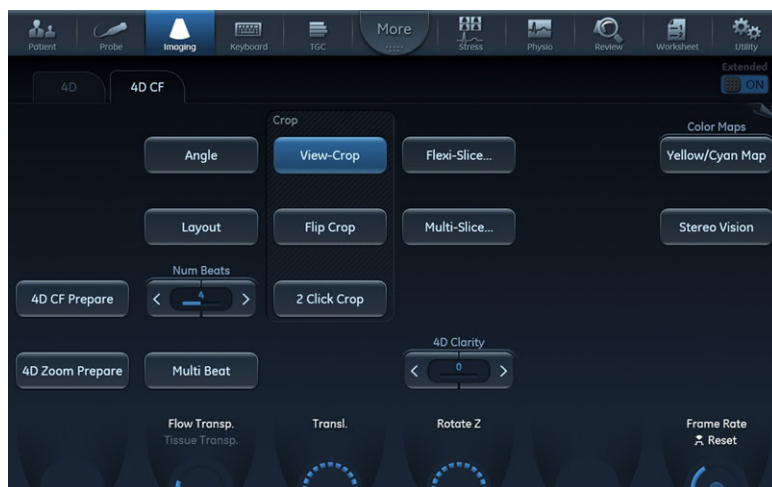 Patient
Probe
Imaging
Keyboard
TGC
More
Stress
Physio
Review
Worksheet
Utility
Extended
ON
4D
4D CF
Crop
Color Maps
Angle
View-Crop
Flexi-Slice...
Yellow/Cyan Map
Layout
Flip Crop
Multi-Slice...
Stereo Vision
Num Beats
4D CF Prepare
4
2 Click Crop
4D Clarity
4D Zoom Prepare
Multi Beat
0
Flow Transp.
Transl.
Rotate Z
Frame Rate
Tissue Transp.
Reset